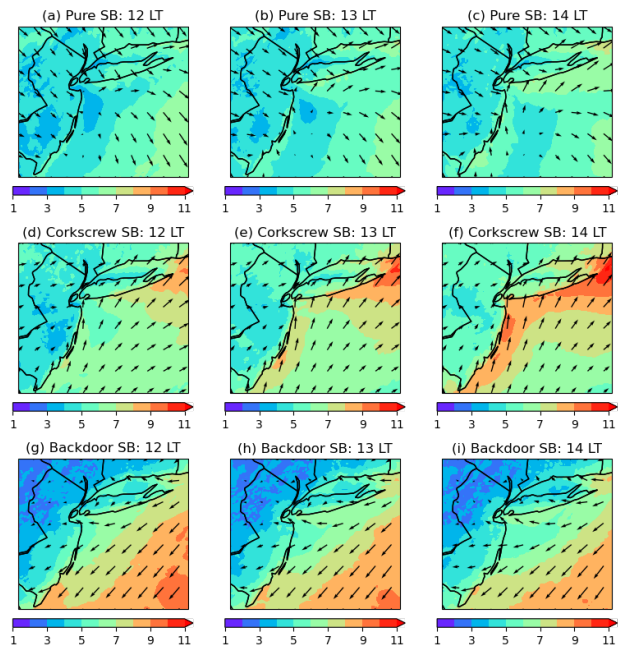 (a) Pure SB: 12 LT (b) Pure SB: 13 LT (c) Pure SB: 14 LT
1 3 5 7 9 11 1 3 5 7 9 11 1 3 5 7 9 11
(d) Corkscrew SB: 12 LT (e) Corkscrew SB: 13 LT (f) Corkscrew SB: 14 LT
1 3 5 7 9 11 1 3 5 7 9 11 1 3 5 7 9 11
(g) Backdoor SB: 12 LT (h) Backdoor SB: 13 LT (i) Backdoor SB: 14 LT
1 3 5 7 9 11 1 3 5 7 9 11 1 3 5 7 9 11